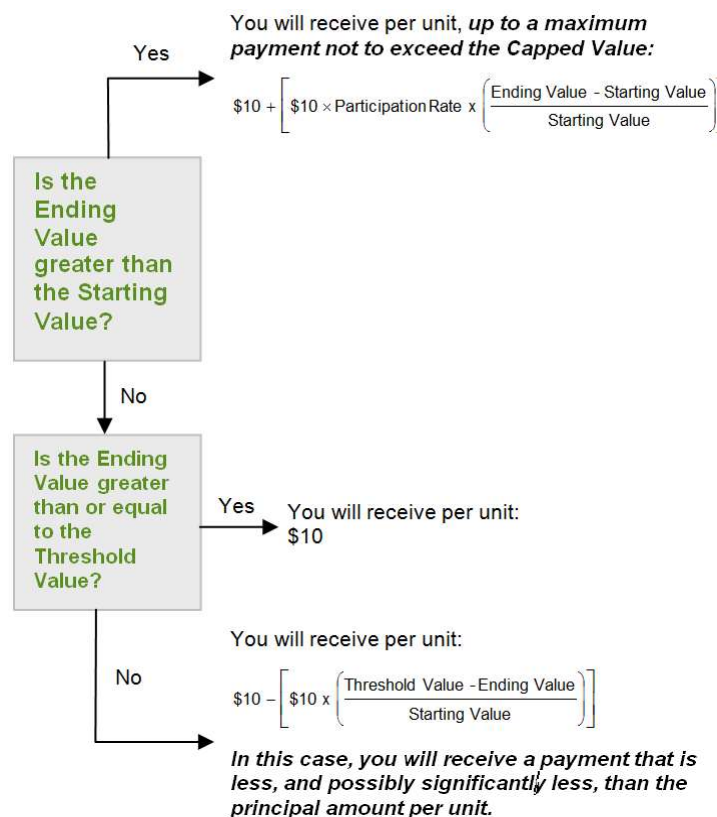 You will receive per unit, up to a maximum
payment not to exceed the Capped Value:
Yes
$10 + [ $10 × Participation Rate x ( Ending Value - Starting Value
Starting Value
Is the
Ending
Value
greater than
the Starting
Value?
No
Is the Ending
Value greater
than or equal
to the
Threshold
Value?
Yes
You will receive per unit:
$10
You will receive per unit:
No
$10 – [ $10 x ( Threshold Value - Ending Value
Starting Value ) ]
In this case, you will receive a payment that is
less, and possibly significantly less, than the
principal amount per unit.